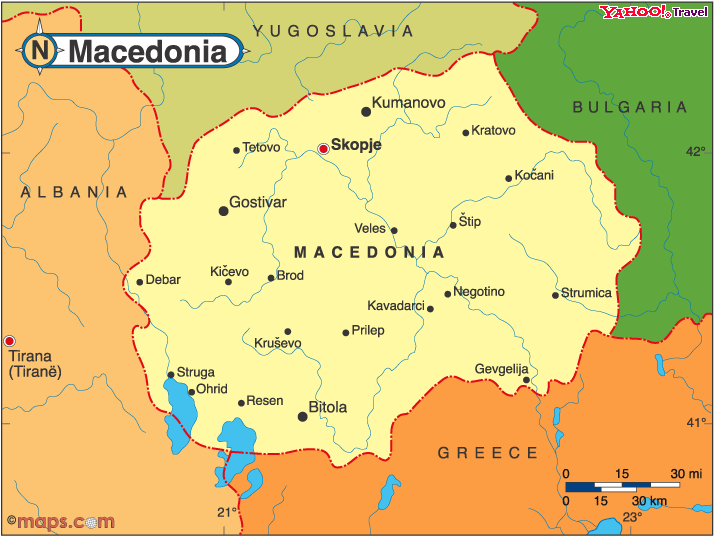 YAHOO! Travel
N Macedonia
YUGOSLAVIA
BULGARIA
ALBANIA
Kumanovo
Kratovo
Tetovo
Skopje
42°
Kočani
Gostivar
Štip
Veles
MACEDONIA
Debar
Kičevo
Brod
Negotino
Strumica
Kavadarci
Kruševo
Prilep
Tirana
(Tiranë)
Struga
Gevgelija
Ohrid
Resen
Bitola
41°
GREECE
0 15 30 mi
0 15 30 km
21°
23°
©maps.com